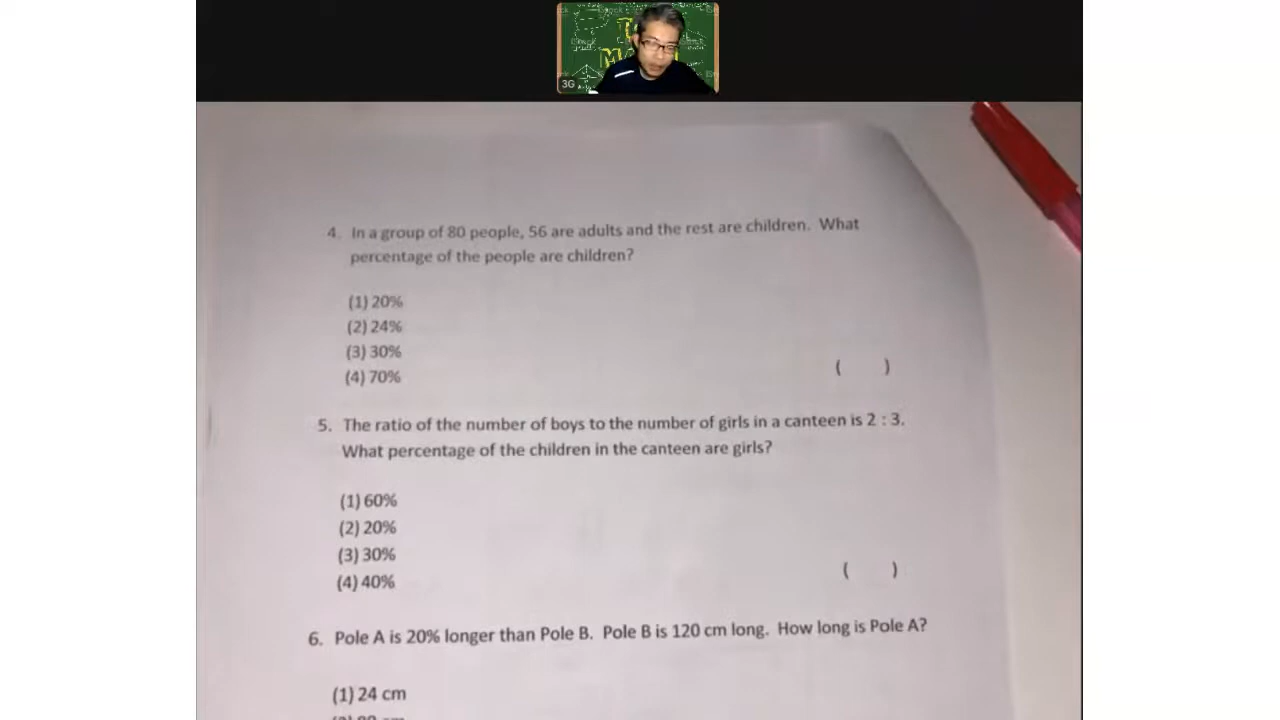 3G
4. In a group of 80 people, 56 are adults and the rest are children. What
percentage of the people are children?
(1) 20%
(2) 24%
(3) 30%
(4) 70%
( )
5. The ratio of the number of boys to the number of girls in a canteen is 2 : 3.
What percentage of the children in the canteen are girls?
(1) 60%
(2) 20%
(3) 30%
(4) 40%
( )
6. Pole A is 20% longer than Pole B. Pole B is 120 cm long. How long is Pole A?
(1) 24 cm